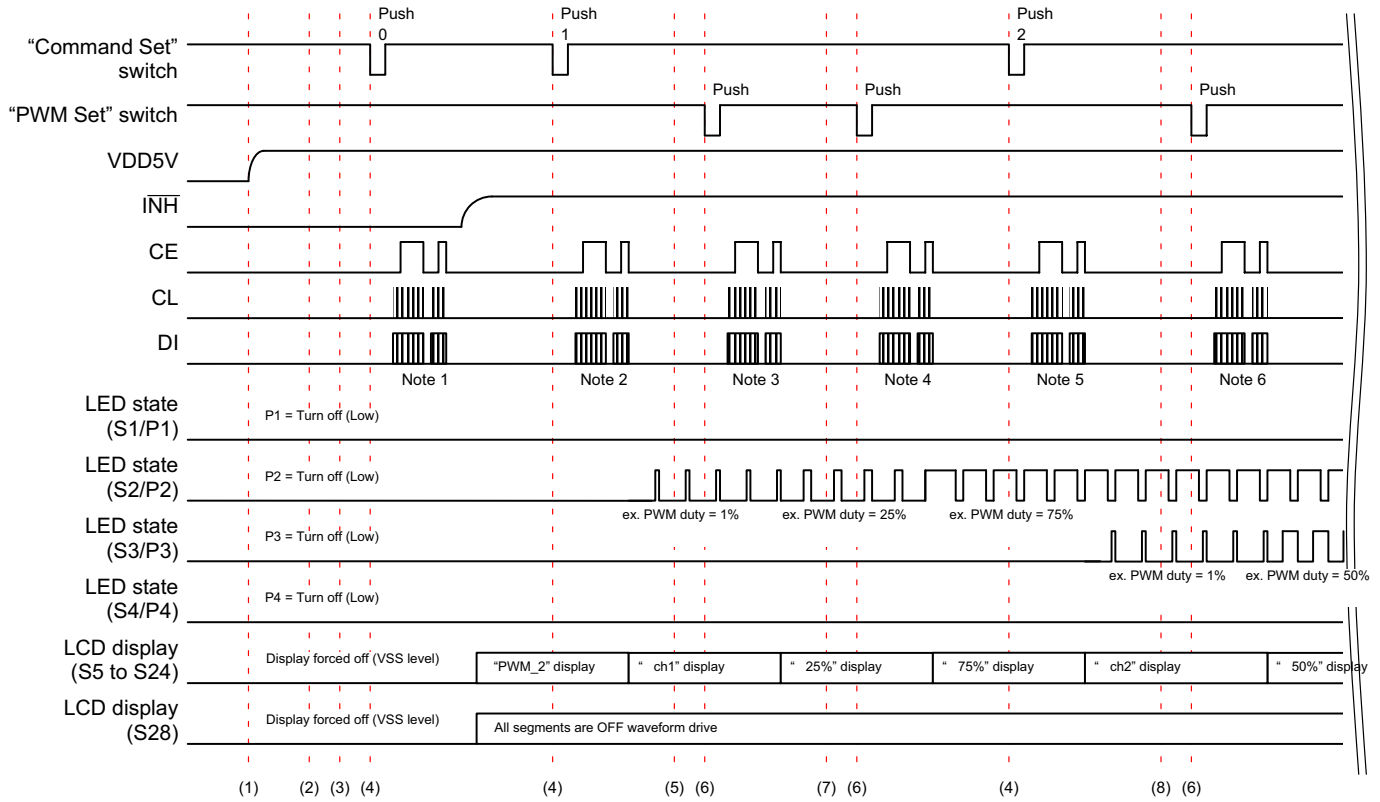 Push
0
Push
1
Push
2
“Command Set”
switch
Push
Push
Push
“PWM Set” switch
VDD5V
INH
CE
CL
DI
Note 1
Note 2
Note 3
Note 4
Note 5
Note 6
LED state
(S1/P1)
P1 = Turn off (Low)
LED state
(S2/P2)
P2 = Turn off (Low)
ex. PWM duty = 1%
ex. PWM duty = 25%
ex. PWM duty = 75%
LED state
(S3/P3)
P3 = Turn off (Low)
ex. PWM duty = 1%
ex. PWM duty = 50%
LED state
(S4/P4)
P4 = Turn off (Low)
LCD display
(S5 to S24)
Display forced off (VSS level)
“PWM_2” display
“ ch1” display
“ 25%” display
“ 75%” display
“ ch2” display
“ 50%” display
LCD display
(S28)
Display forced off (VSS level)
All segments are OFF waveform drive
(1) (2) (3) (4) (4) (5) (6) (7) (6) (4) (8) (6)